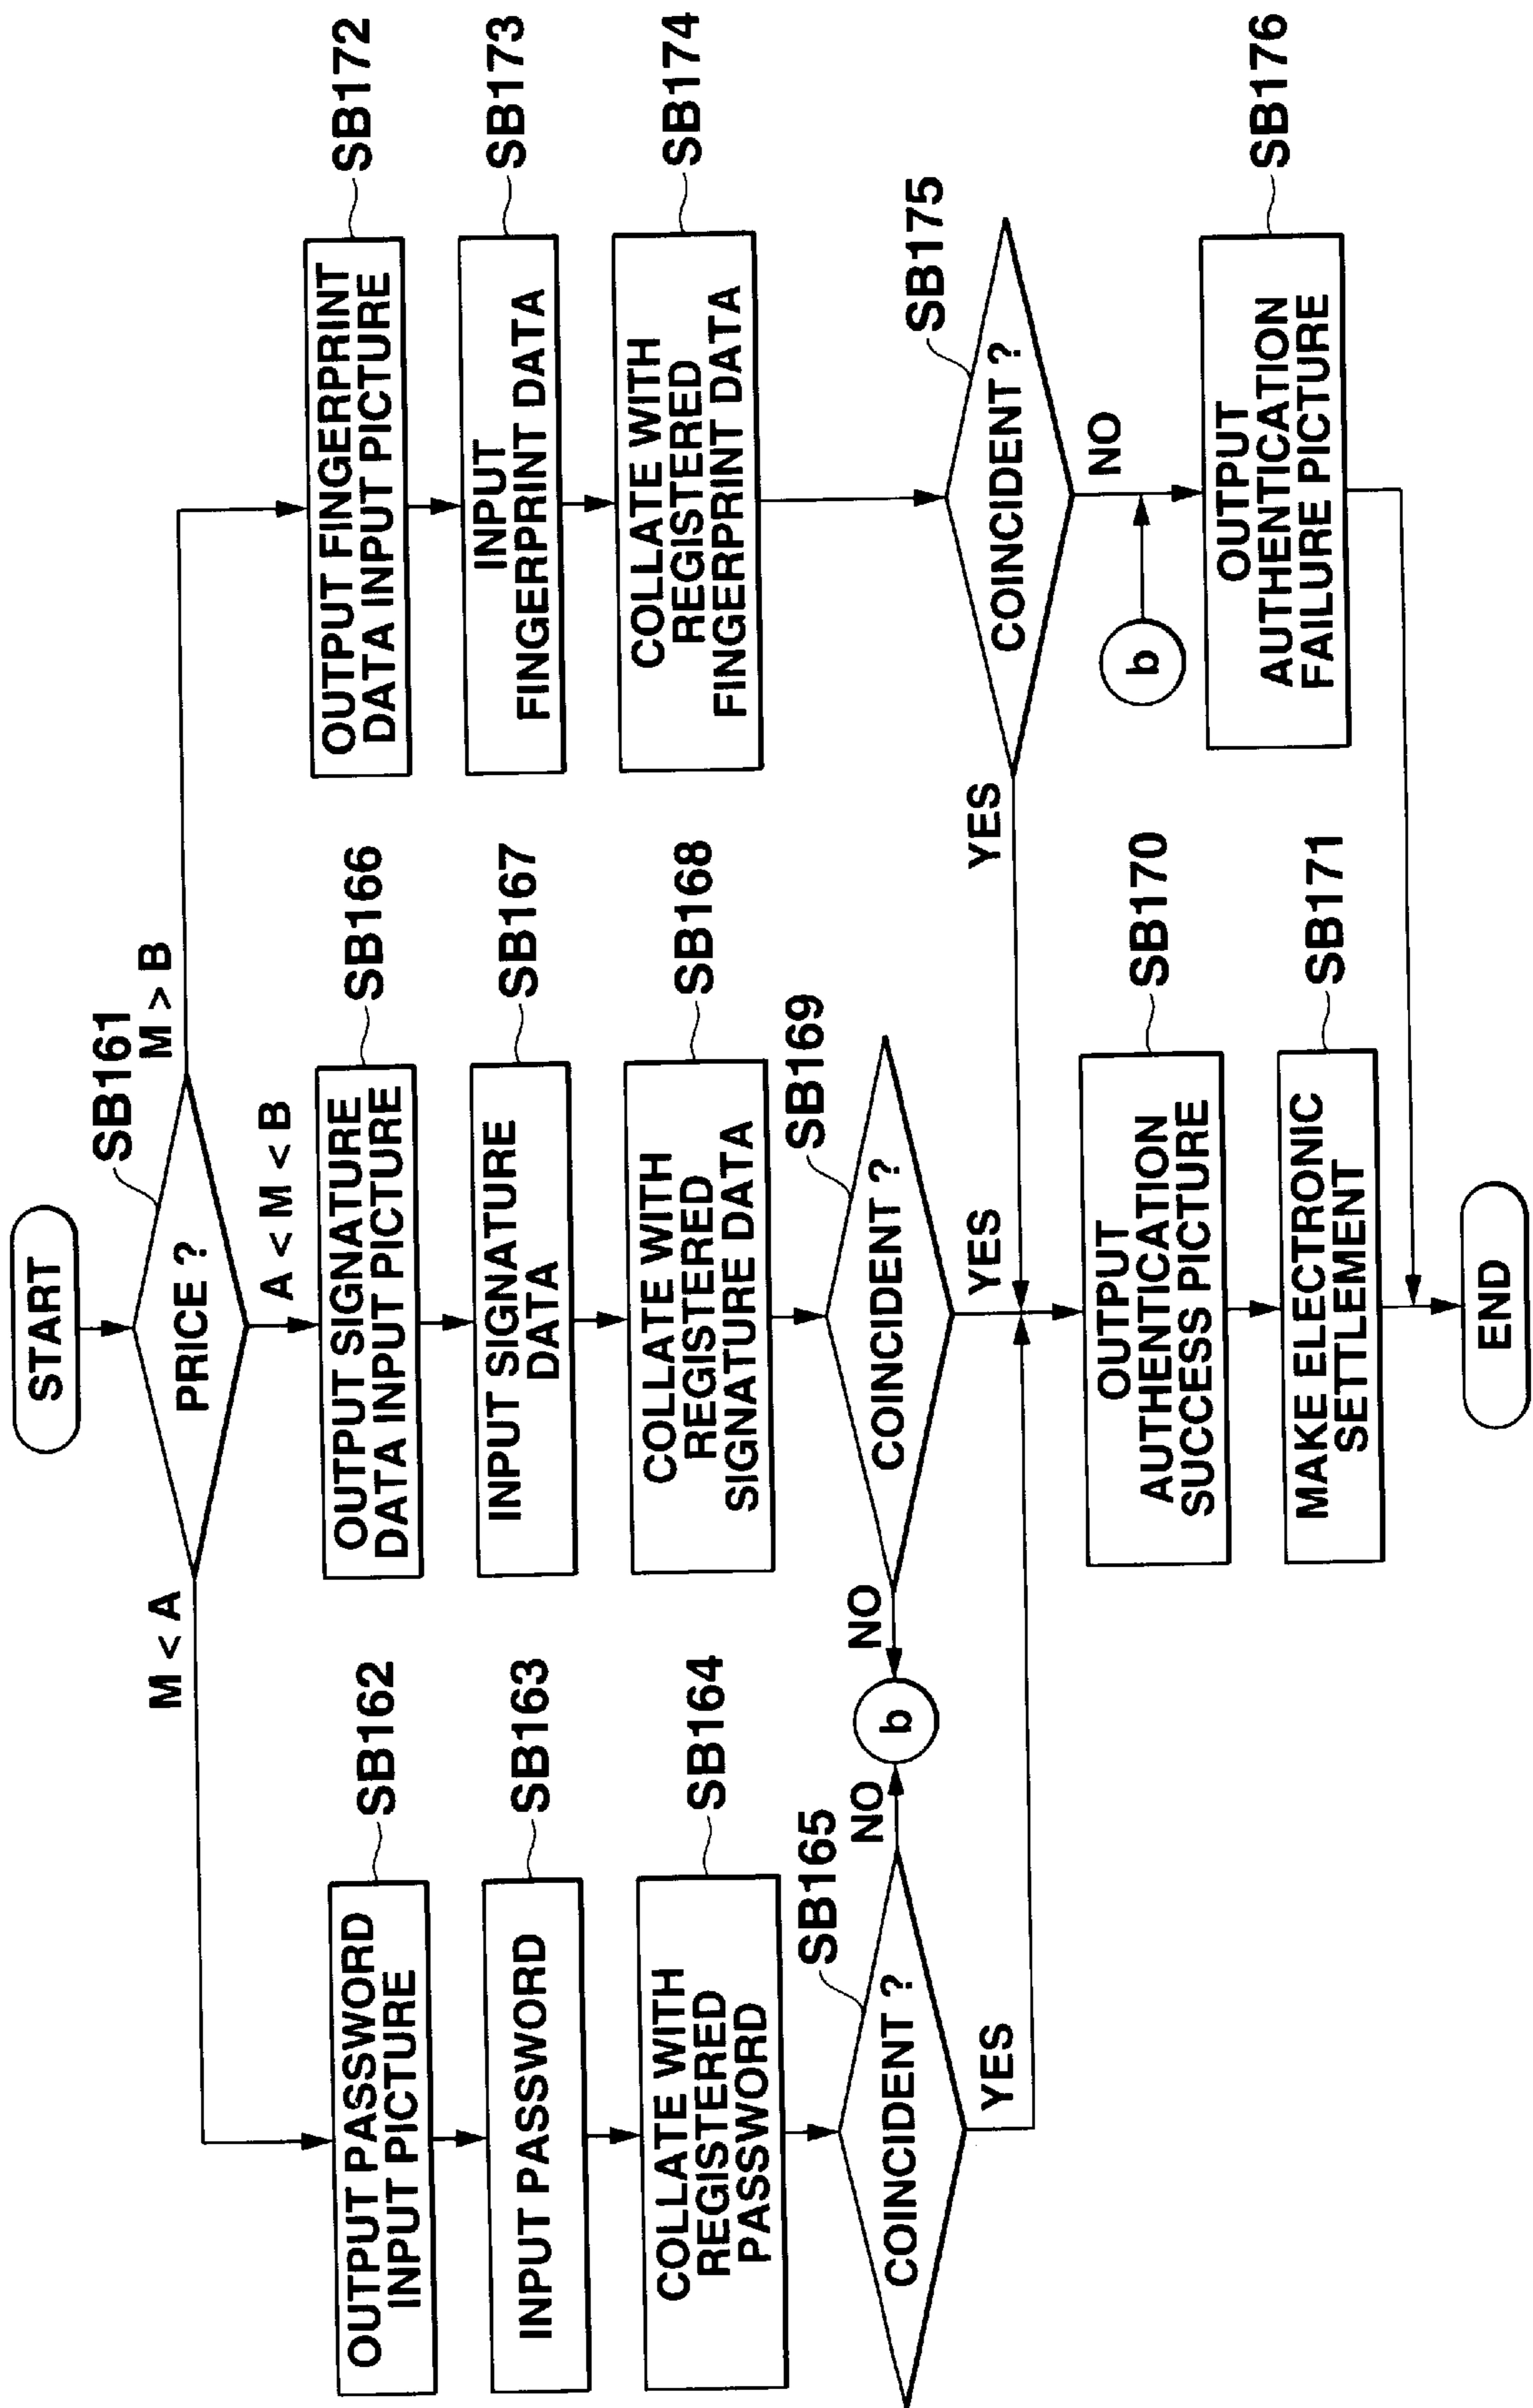 START
SB161
PRICE ?
M < A
A < M < B
M > B
OUTPUT PASSWORD
INPUT PICTURE
SB162
INPUT PASSWORD
SB163
COLLATE WITH
REGISTERED
PASSWORD
SB164
SB165
COINCIDENT ?
NO
YES
b
OUTPUT SIGNATURE
DATA INPUT PICTURE
SB166
INPUT SIGNATURE
DATA
SB167
COLLATE WITH
REGISTERED
SIGNATURE DATA
SB168
SB169
COINCIDENT ?
NO
YES
OUTPUT
AUTHENTICATION
SUCCESS PICTURE
SB170
MAKE ELECTRONIC
SETTLEMENT
SB171
OUTPUT FINGERPRINT
DATA INPUT PICTURE
SB172
INPUT
FINGERPRINT DATA
SB173
COLLATE WITH
REGISTERED
FINGERPRINT DATA
SB174
SB175
COINCIDENT ?
YES
NO
b
OUTPUT
AUTHENTICATION
FAILURE PICTURE
SB176
END